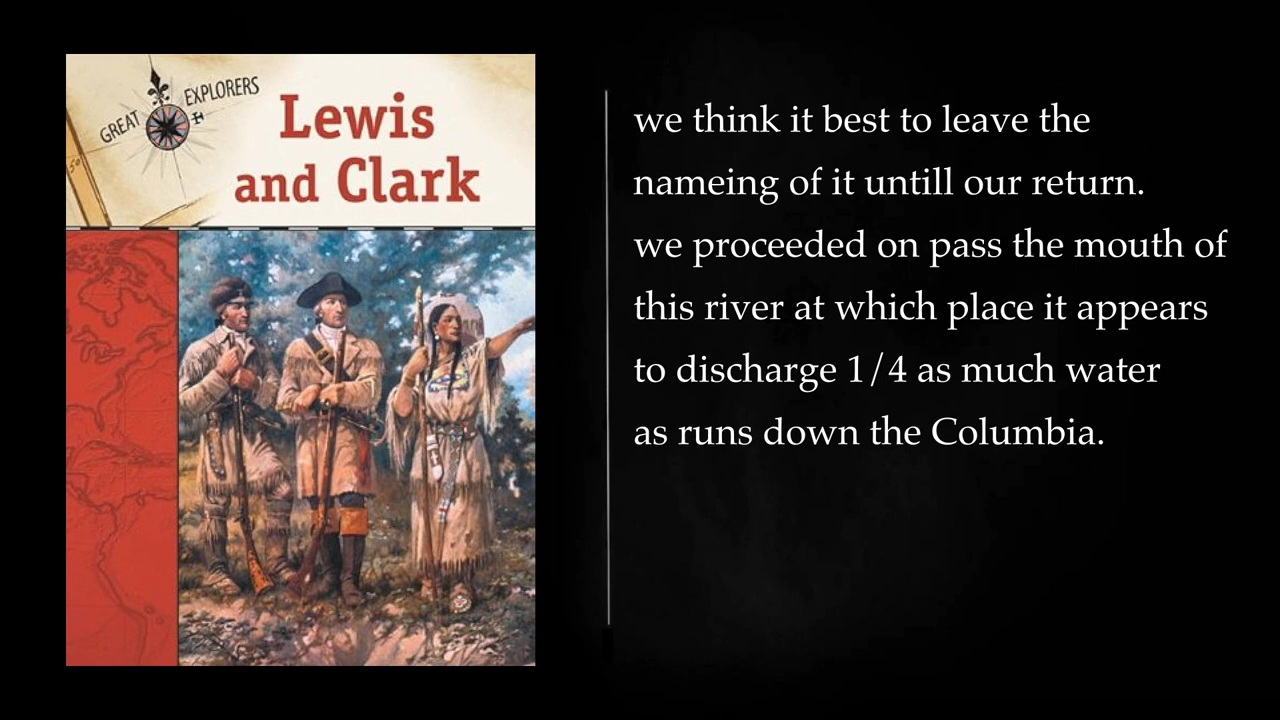 GREAT EXPLORERS
Lewis
and Clark
50
we think it best to leave the
nameing of it untill our return.
we proceeded on pass the mouth of
this river at which place it appears
to discharge 1/4 as much water
as runs down the Columbia.